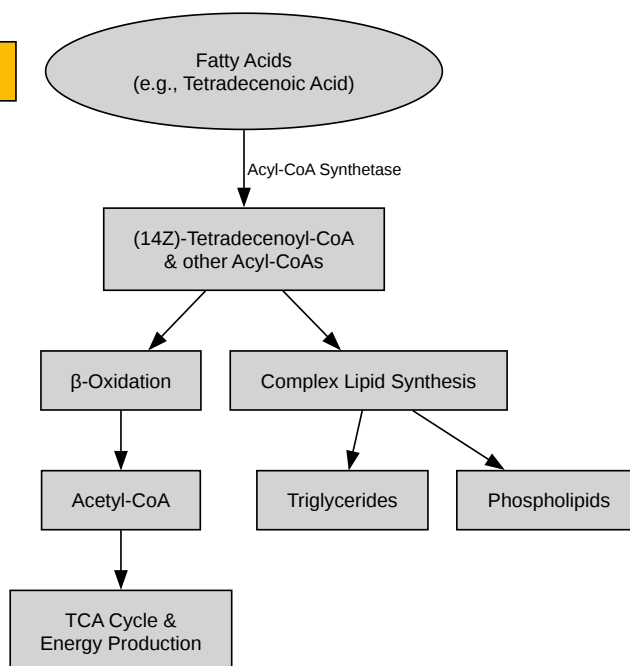 Fatty Acids
(e.g., Tetradecenoic Acid)
Acyl-CoA Synthetase
(14Z)-Tetradecenoyl-CoA
& other Acyl-CoAs
β-Oxidation
Complex Lipid Synthesis
Acetyl-CoA
Triglycerides
Phospholipids
TCA Cycle &
Energy Production